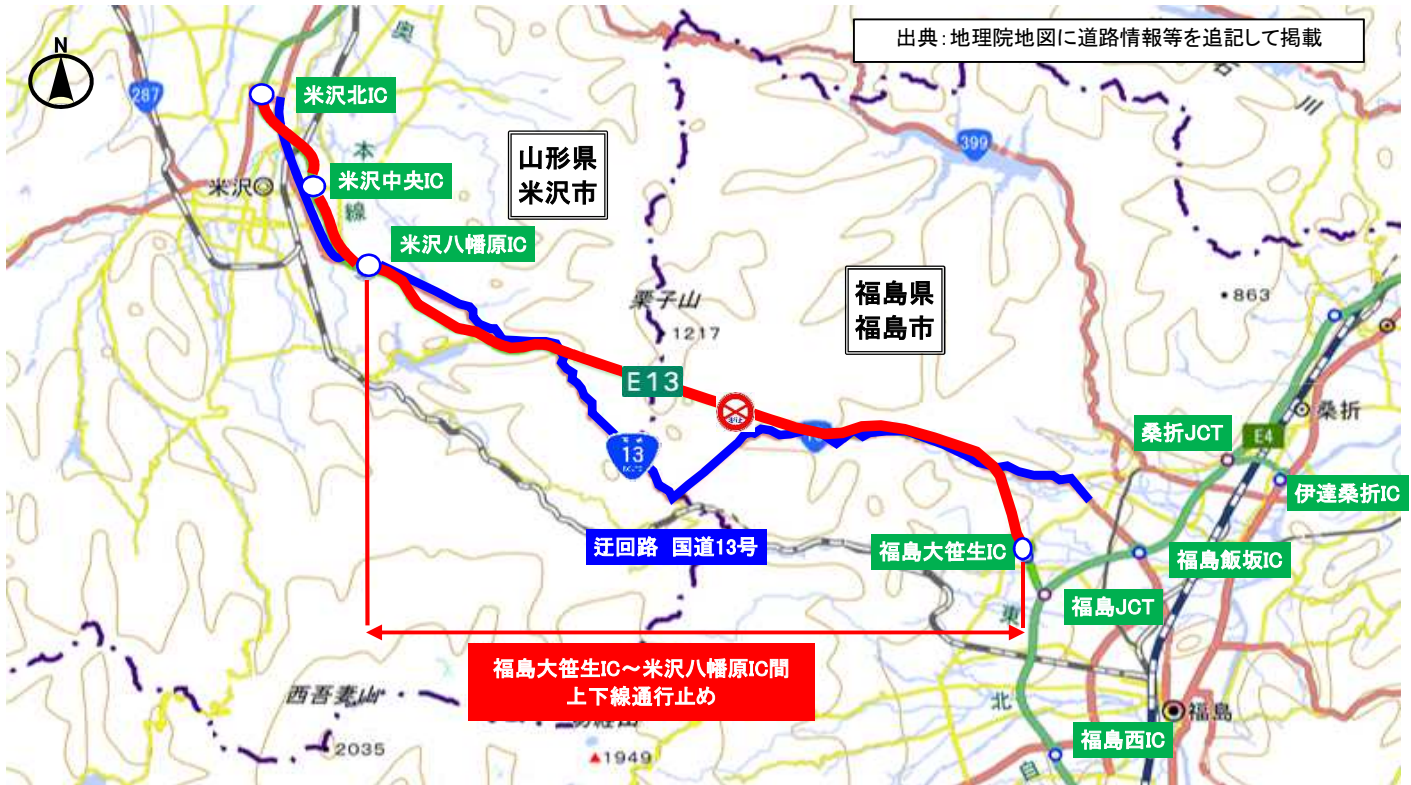 出典：地理院地図に道路情報等を追記して掲載
N
奥
287
米沢北IC
399
川
山形県
米沢市
本
米沢
米沢中央IC
線
米沢八幡原IC
福島県
福島市
栗子山
863
1217
E13
桑折
桑折JCT
E4
13
伊達桑折IC
迂回路 国道13号
福島大笹生IC
福島飯坂IC
福島JCT
東
福島大笹生IC～米沢八幡原IC間
上下線通行止め
西吾妻山
北
福島
福島西IC
2035
1949
自